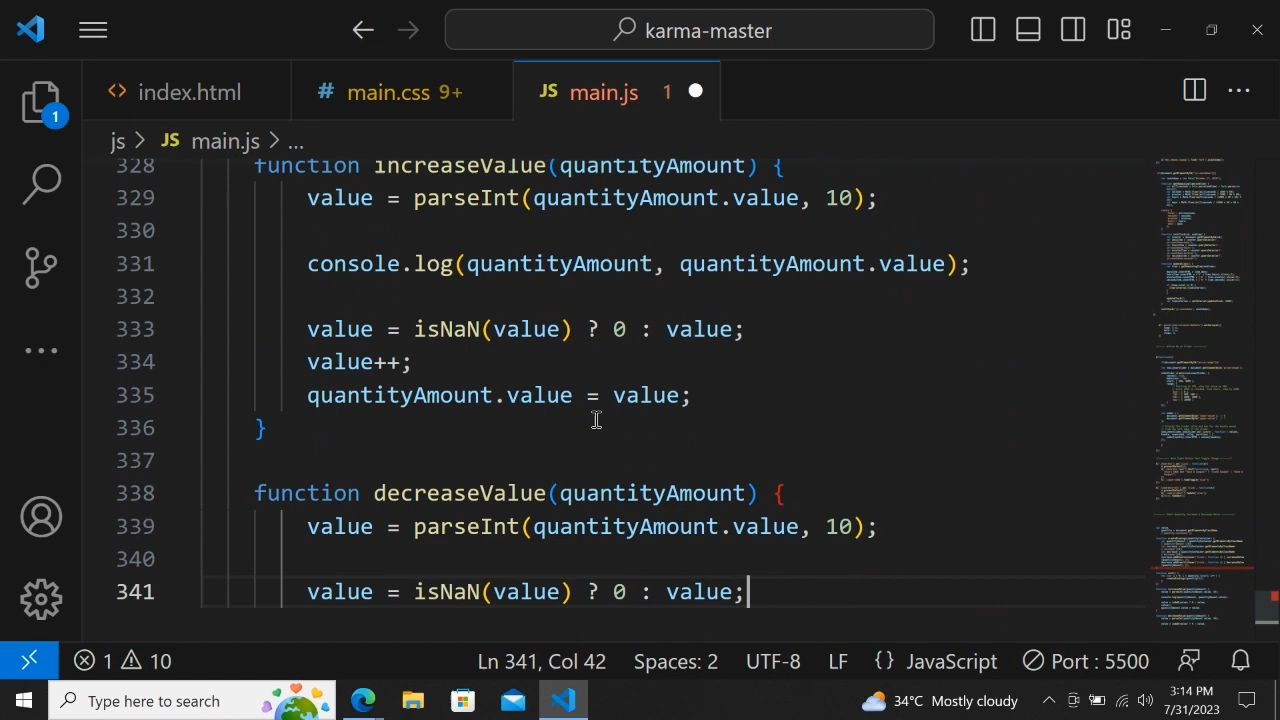 karma-master
index.html
# main.css 9+
JS main.js 1
1
js > JS main.js > ...
328 function increaseValue(quantityAmount) {
329 value = parseInt(quantityAmount.value, 10);
330
331 console.log(quantityAmount, quantityAmount.value);
332
333 value = isNaN(value) ? 0 : value;
334 value++;
335 quantityAmount.value = value;
336 }
337
338 function decreaseValue(quantityAmount) {
339 value = parseInt(quantityAmount.value, 10);
340
341 value = isNaN(value) ? 0 : value;
1 10 Ln 341, Col 42 Spaces: 2 UTF-8 LF {} JavaScript Port : 5500
Type here to search
34°C Mostly cloudy
3:14 PM
7/31/2023